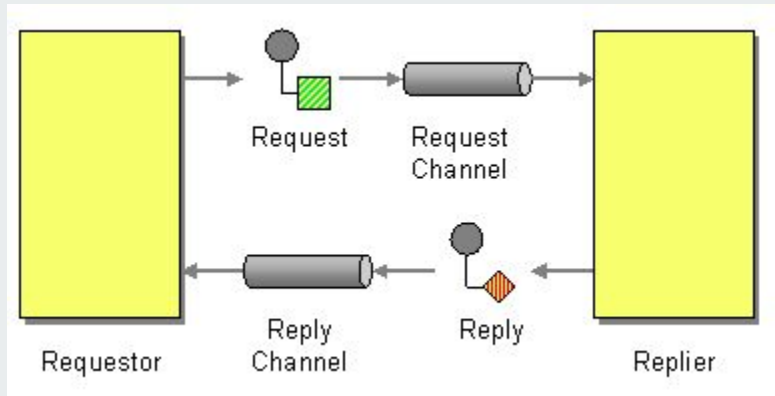 Request
Request
Channel
Reply
Channel
Reply
Requestor
Replier